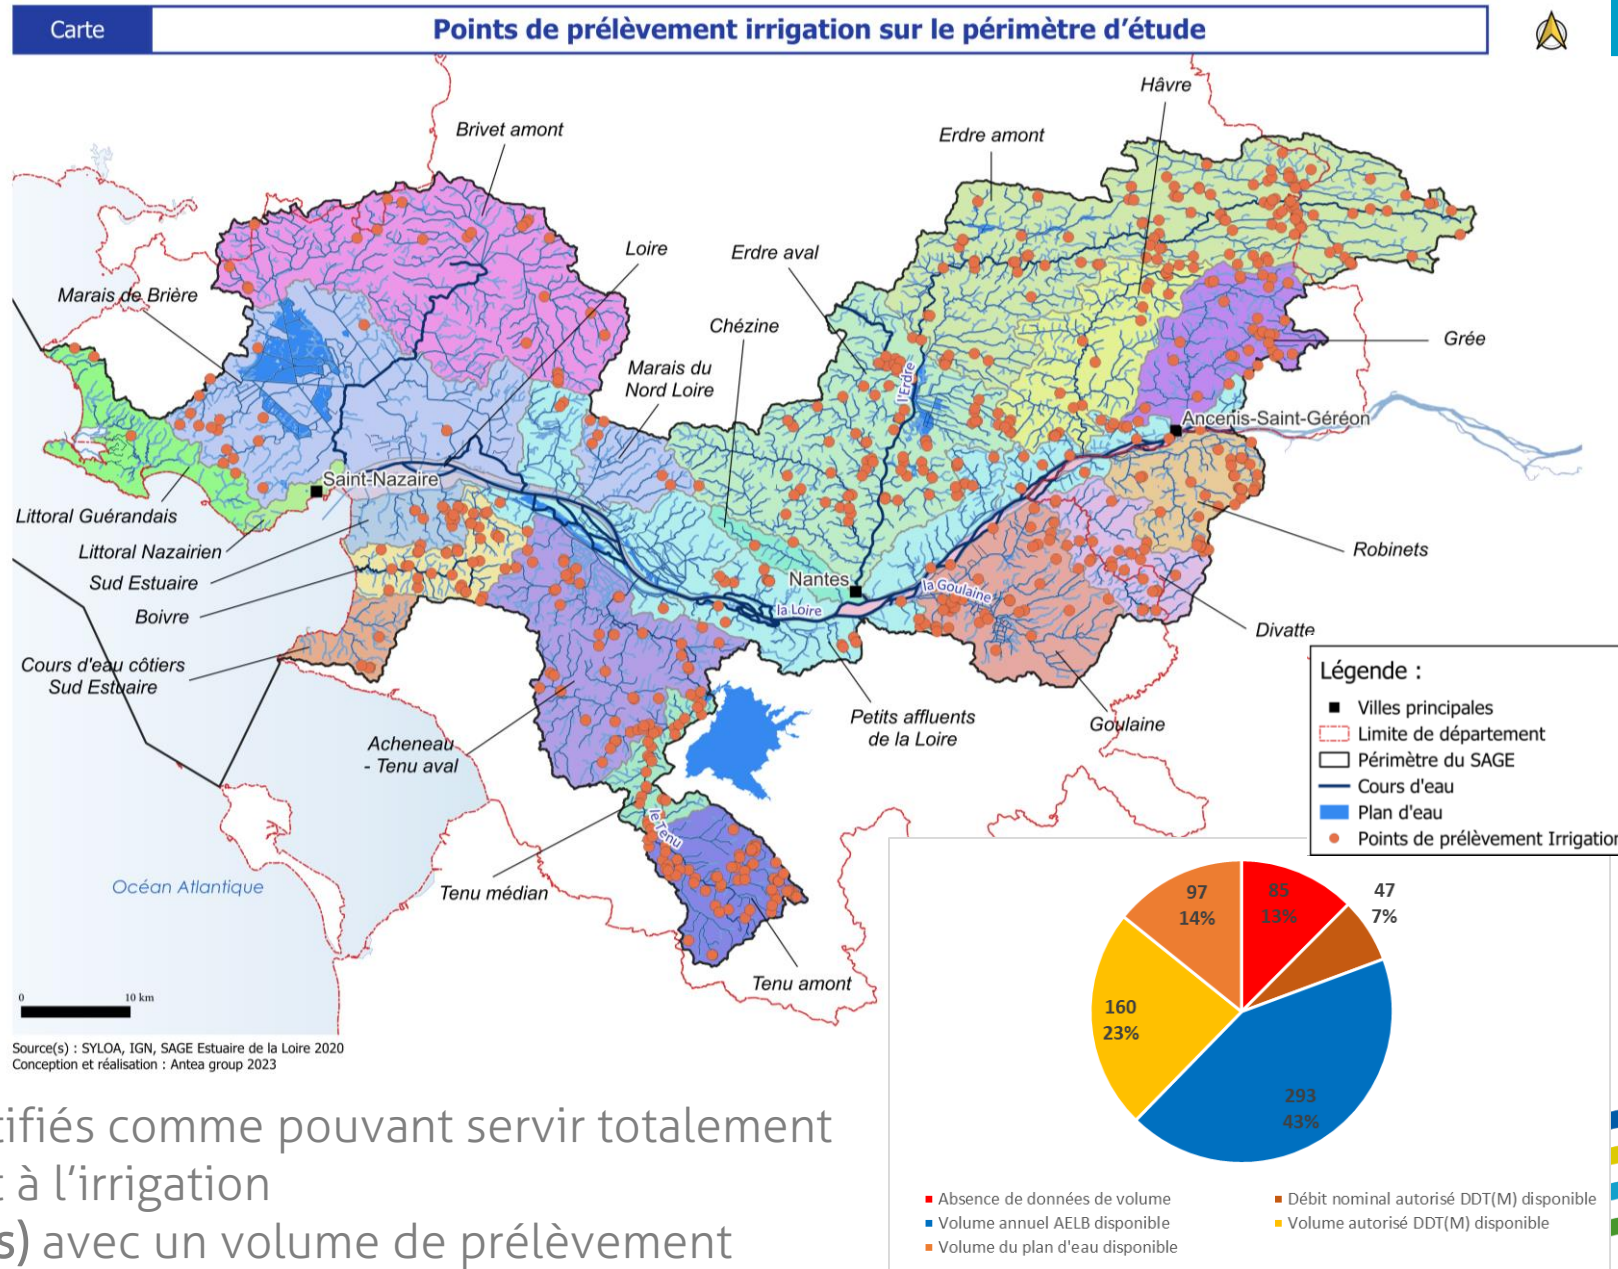 Carte
Points de prélèvement irrigation sur le périmètre d'étude
Hâvre
Brivet amont
Erdre amont
Loire
Erdre aval
Marais de Brière
Chézine
Grée
Marais du
Nord Loire
l'Erdre
Ancenis-Saint-Géréon
Saint-Nazaire
Littoral Guérandais
Littoral Nazairien
Sud Estuaire
Robinets
Nantes
la Goulaine
la Loire
Boivre
Divatte
Cours d'eau côtiers
Sud Estuaire
Petits affluents
de la Loire
Goulaine
Acheneau
- Tenu aval
le Tenu
Océan Atlantique
Tenu médian
Tenu amont
Légende :
Villes principales
Limite de département
Périmètre du SAGE
Cours d'eau
Plan d'eau
Points de prélèvement Irrigation
0 10 km
Source(s) : SYLOA, IGN, SAGE Estuaire de la Loire 2020
Conception et réalisation : Antea group 2023
97
14%
85
13%
47
7%
160
23%
293
43%
Absence de données de volume
Débit nominal autorisé DDT(M) disponible
Volume annuel AELB disponible
Volume autorisé DDT(M) disponible
Volume du plan d'eau disponible
tifiés comme pouvant servir totalement
t à l'irrigation
s) avec un volume de prélèvement